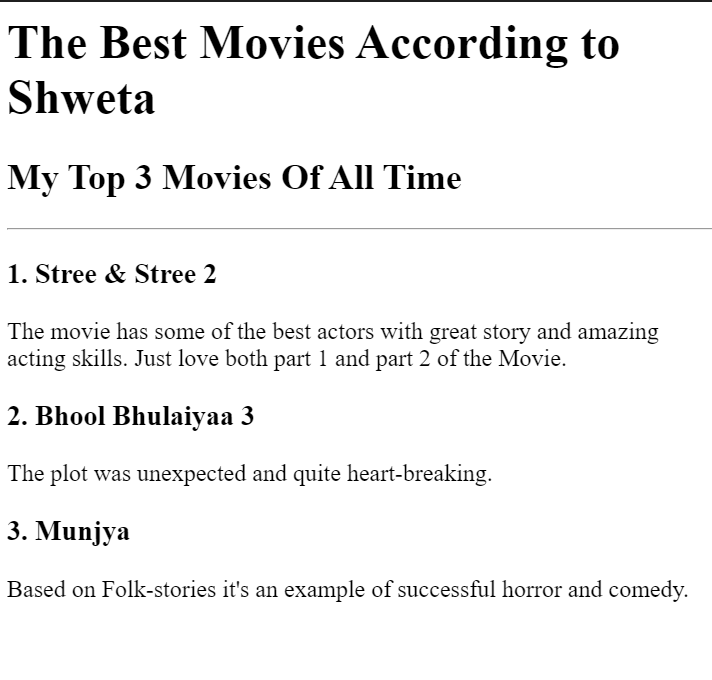 The Best Movies According to
Shweta
My Top 3 Movies Of All Time
1. Stree & Stree 2
The movie has some of the best actors with great story and amazing
acting skills. Just love both part 1 and part 2 of the Movie.
2. Bhool Bhulaiyaa 3
The plot was unexpected and quite heart-breaking.
3. Munjya
Based on Folk-stories it's an example of successful horror and comedy.